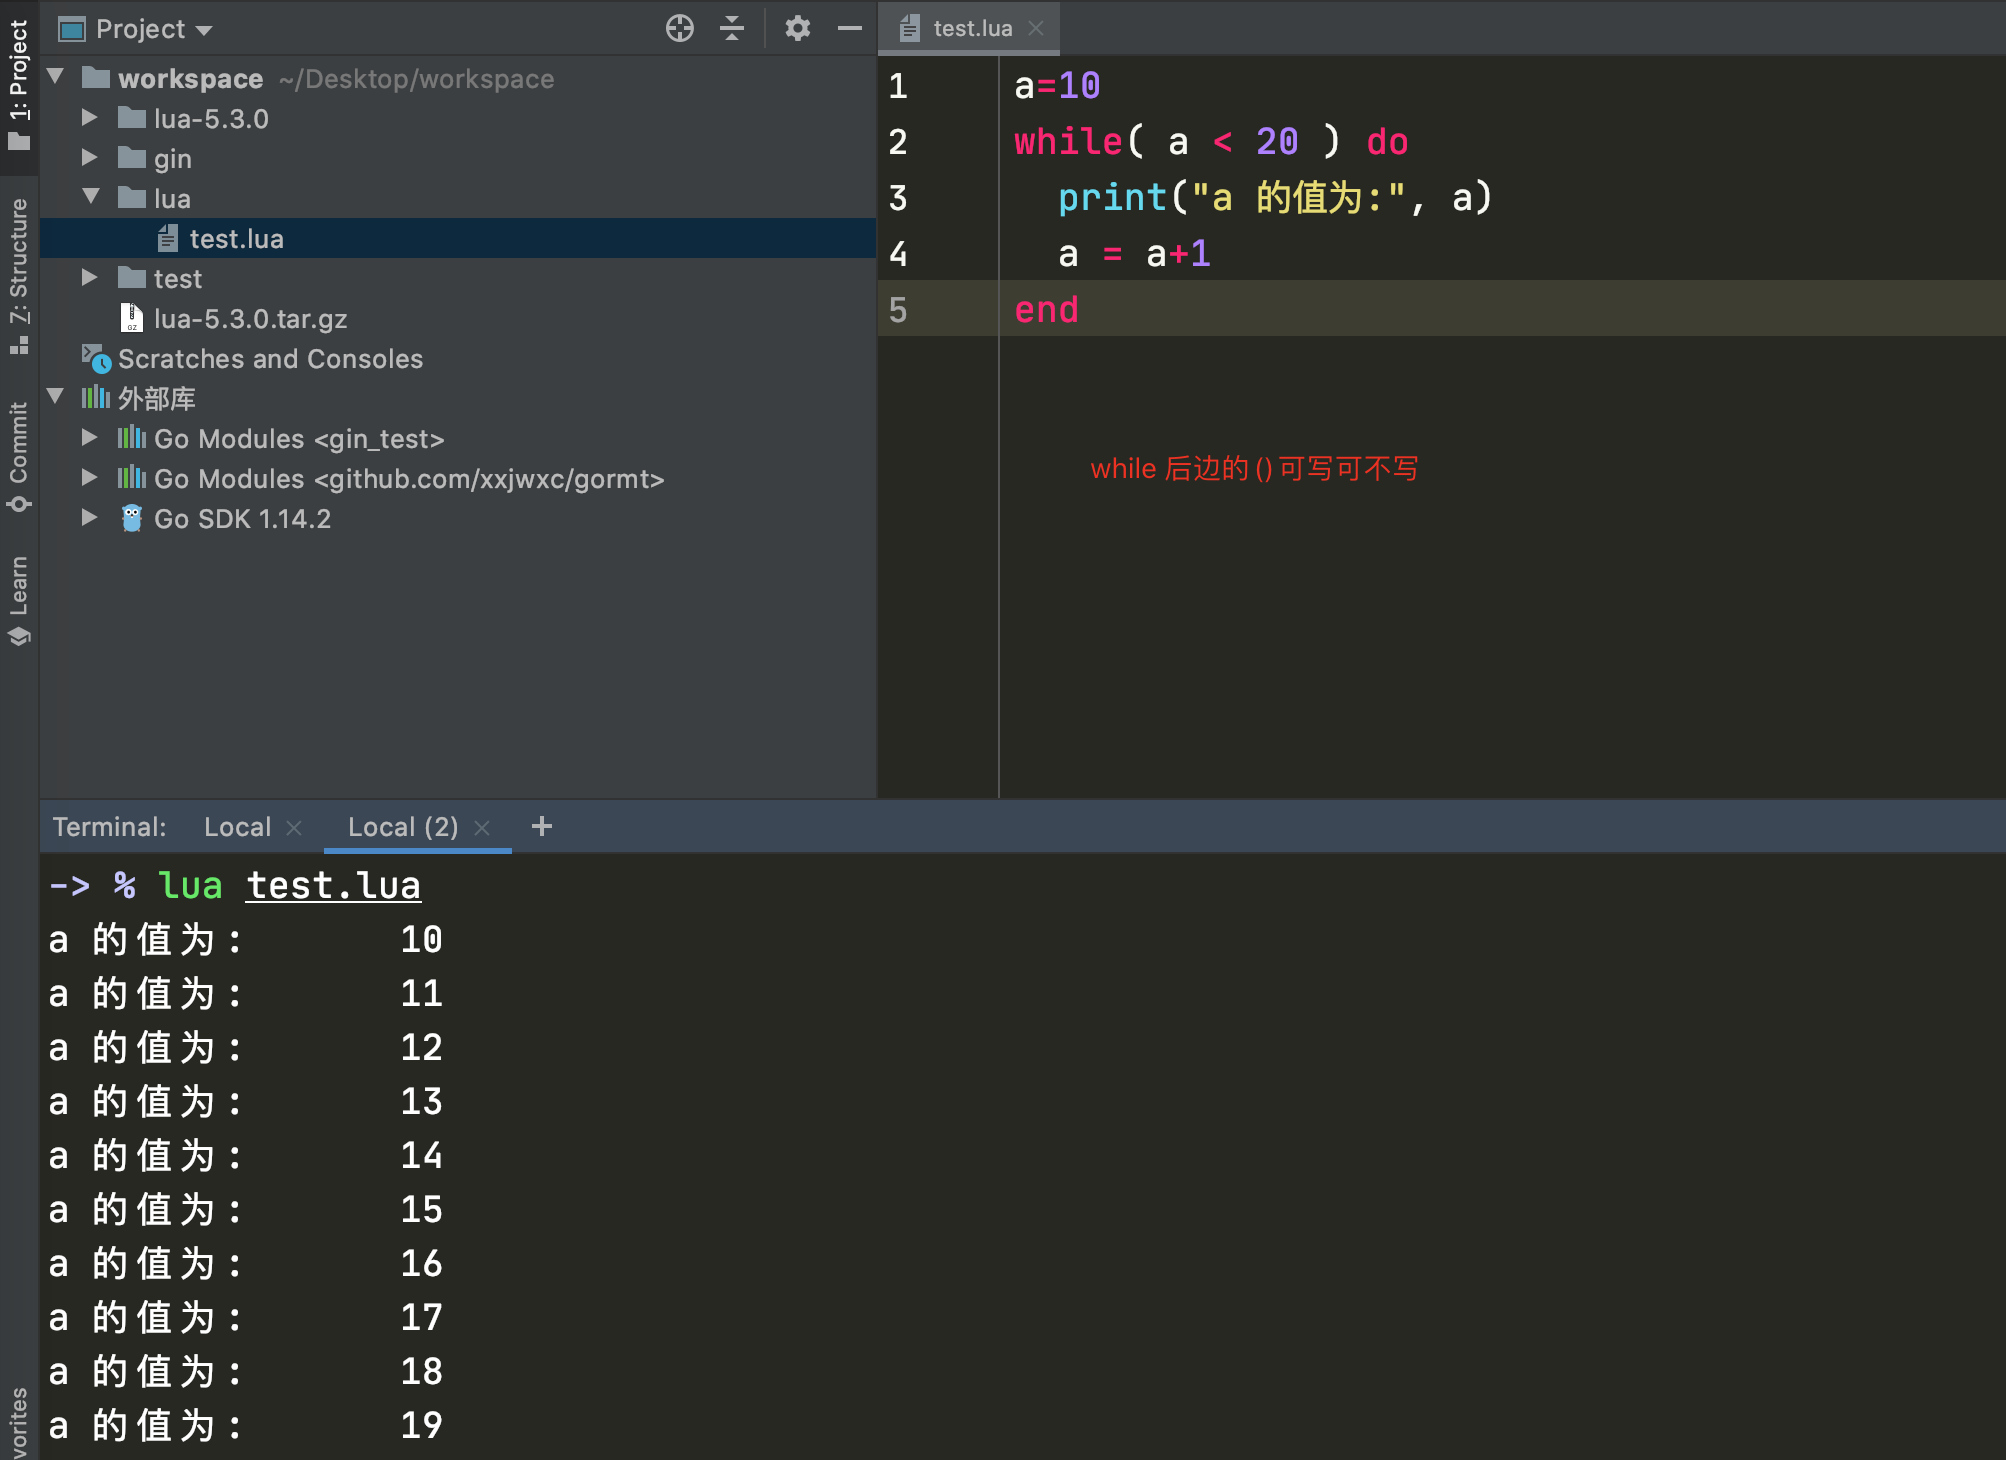 1: Project
Z: Structure
Commit
Learn
vorites
Project
workspace ~/Desktop/workspace
lua-5.3.0
gin
lua
test.lua
test
lua-5.3.0.tar.gz
Scratches and Consoles
外部库
Go Modules <gin_test>
Go Modules <github.com/xxjwxc/gormt>
Go SDK 1.14.2
test.lua
1 a=10
2 while( a < 20 ) do
3 print("a 的值为:", a)
4 a = a+1
5 end
while 后边的 () 可写可不写
Terminal: Local Local (2) +
-> % lua test.lua
a 的值为: 10
a 的值为: 11
a 的值为: 12
a 的值为: 13
a 的值为: 14
a 的值为: 15
a 的值为: 16
a 的值为: 17
a 的值为: 18
a 的值为: 19